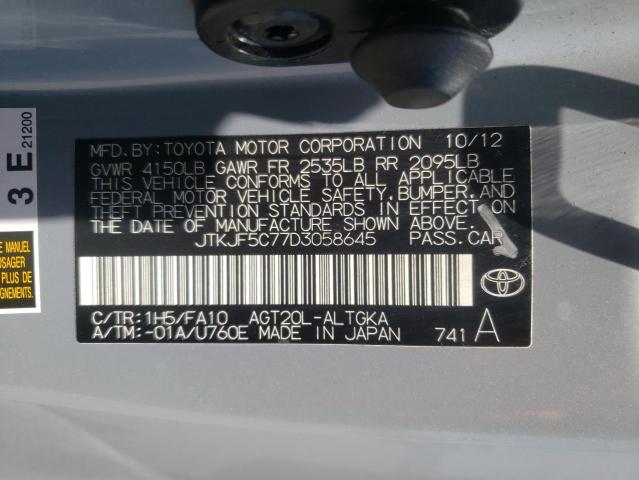 MFD. BY: TOYOTA MOTOR CORPORATION 10/12
GVWR 4150LB GAWR FR 2535LB RR 2095LB
THIS VEHICLE CONFORMS TO ALL APPLICABLE
FEDERAL MOTOR VEHICLE SAFETY, BUMPER, AND
THEFT PREVENTION STANDARDS IN EFFECT ON
THE DATE OF MANUFACTURE SHOWN ABOVE.
JTKJF5C77D3058645 PASS. CAR
C/TR: 1H5/FA10 AGT20L-ALTGKA
A/TM: -01A/U760E MADE IN JAPAN 741 A
3 E
21200
E MANUEL
USAGER
DE
IGNEMENTS.